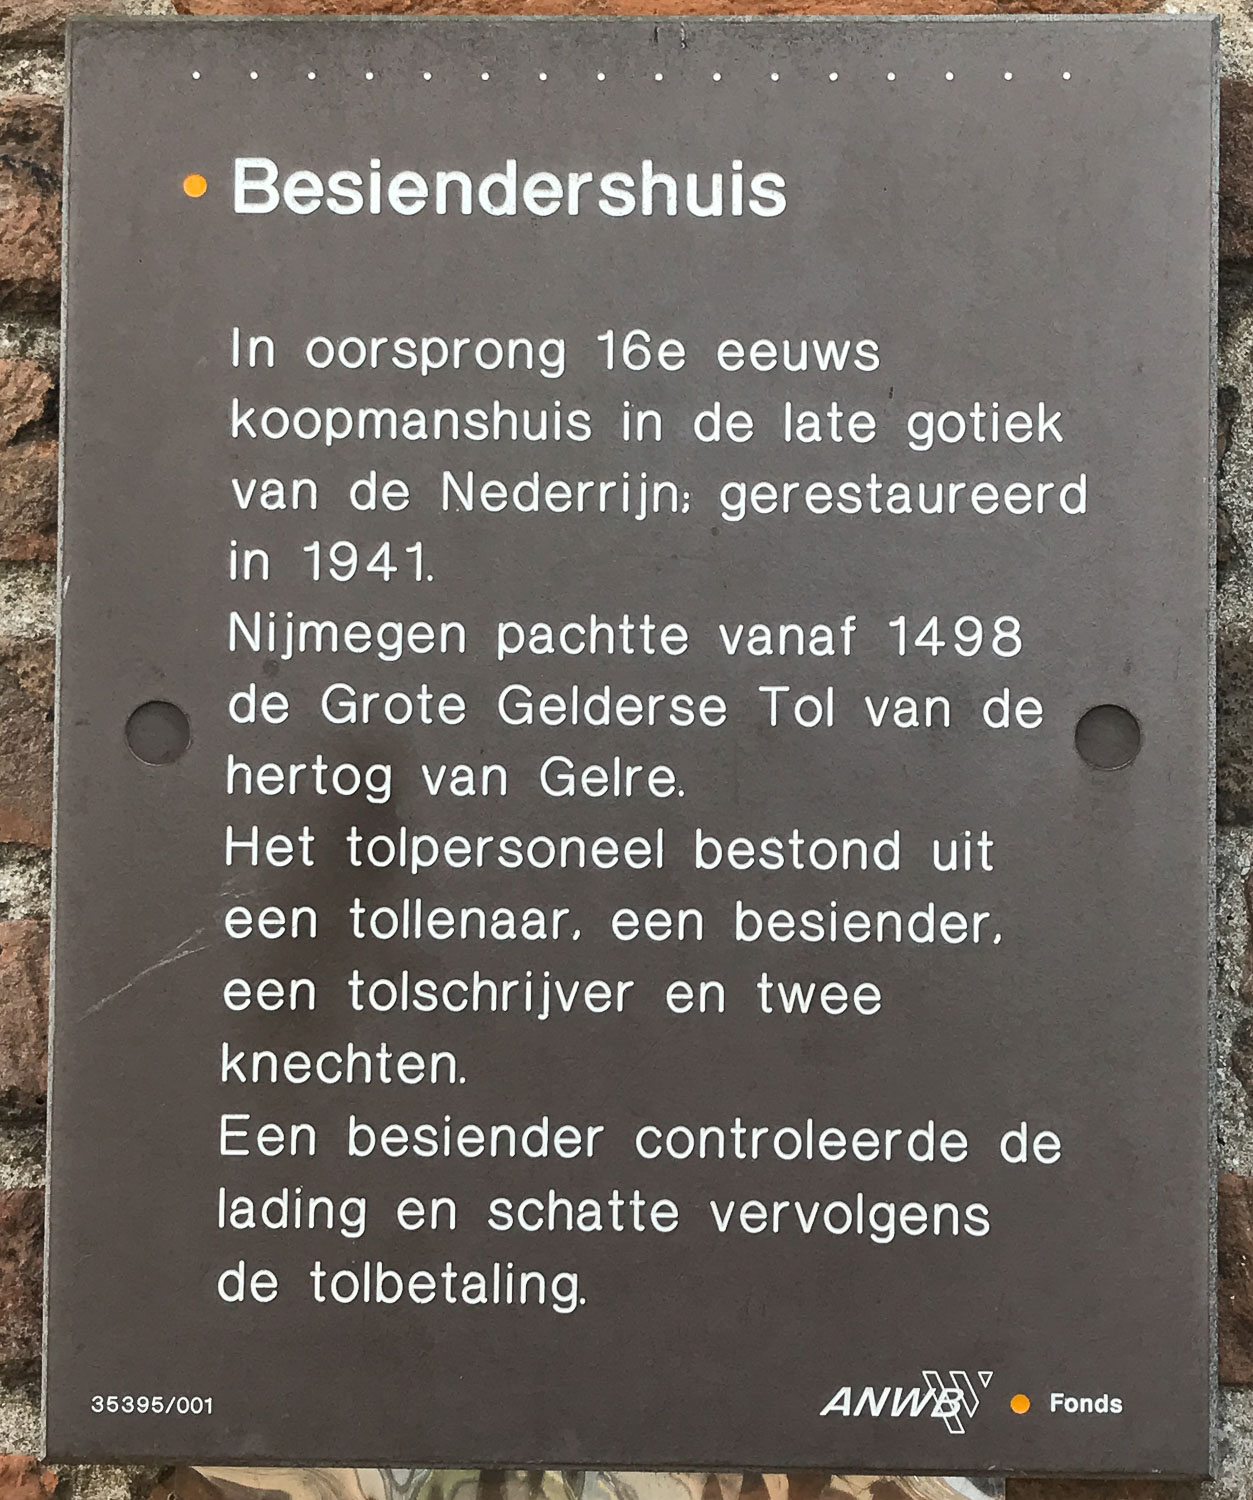 Besiendershuis
In oorsprong 16e eeuws
koopmanshuis in de late gotiek
van de Nederrijn; gerestaureerd
in 1941.
Nijmegen pachtte vanaf 1498
de Grote Gelderse Tol van de
hertog van Gelre.
Het tolpersoneel bestond uit
een tollenaar, een besiender,
een tolschrijver en twee
knechten.
Een besiender controleerde de
lading en schatte vervolgens
de tolbetaling.
35395/001
ANWB Fonds